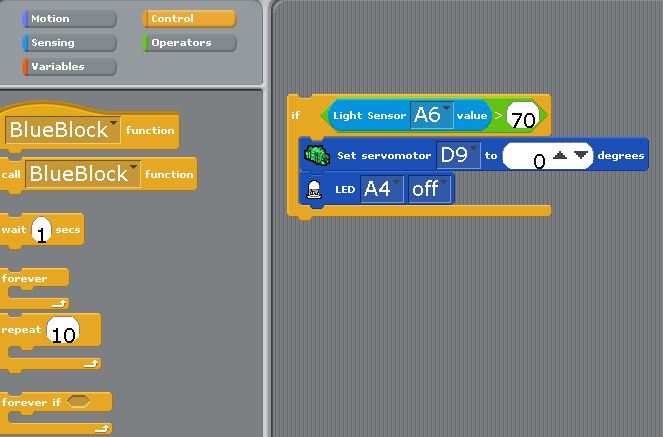 Motion Control
Sensing Operators
Variables
BlueBlock function
call BlueBlock function
wait 1 secs
forever
repeat 10
forever if
if Light Sensor A6 value > 70
Set servomotor D9 to 0 degrees
LED A4 off